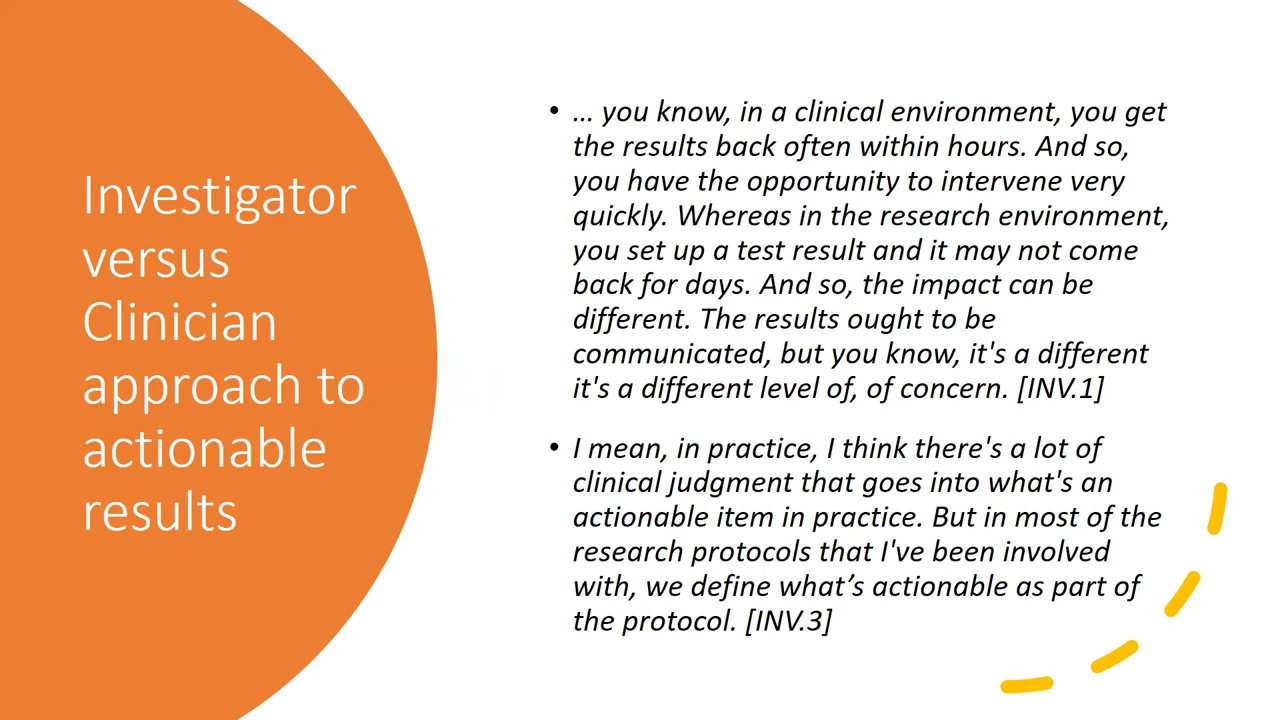 Investigator
versus
Clinician
approach to
actionable
results
• … you know, in a clinical environment, you get
the results back often within hours. And so,
you have the opportunity to intervene very
quickly. Whereas in the research environment,
you set up a test result and it may not come
back for days. And so, the impact can be
different. The results ought to be
communicated, but you know, it's a different
it's a different level of, of concern. [INV.1]
• I mean, in practice, I think there's a lot of
clinical judgment that goes into what's an
actionable item in practice. But in most of the
research protocols that I've been involved
with, we define what’s actionable as part of
the protocol. [INV.3]